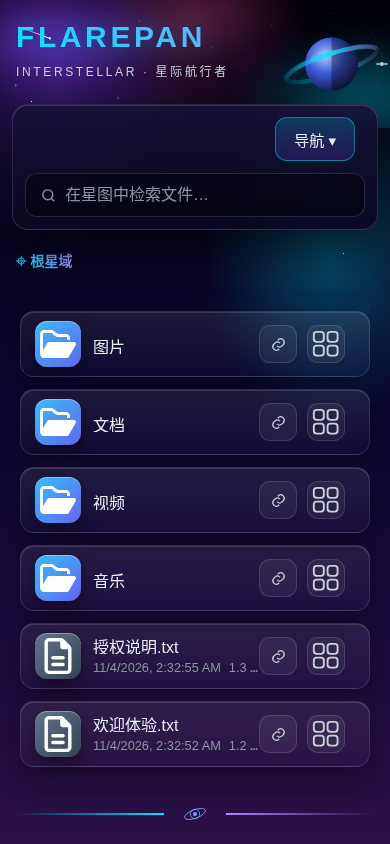 FLAREPAN
INTERSTELLAR · 星际航行者
导航 ▾
在星图中检索文件…
⌖ 根星域
图片
文档
视频
音乐
授权说明.txt
11/4/2026, 2:32:55 AM 1.3 ...
欢迎体验.txt
11/4/2026, 2:32:52 AM 1.2 ...